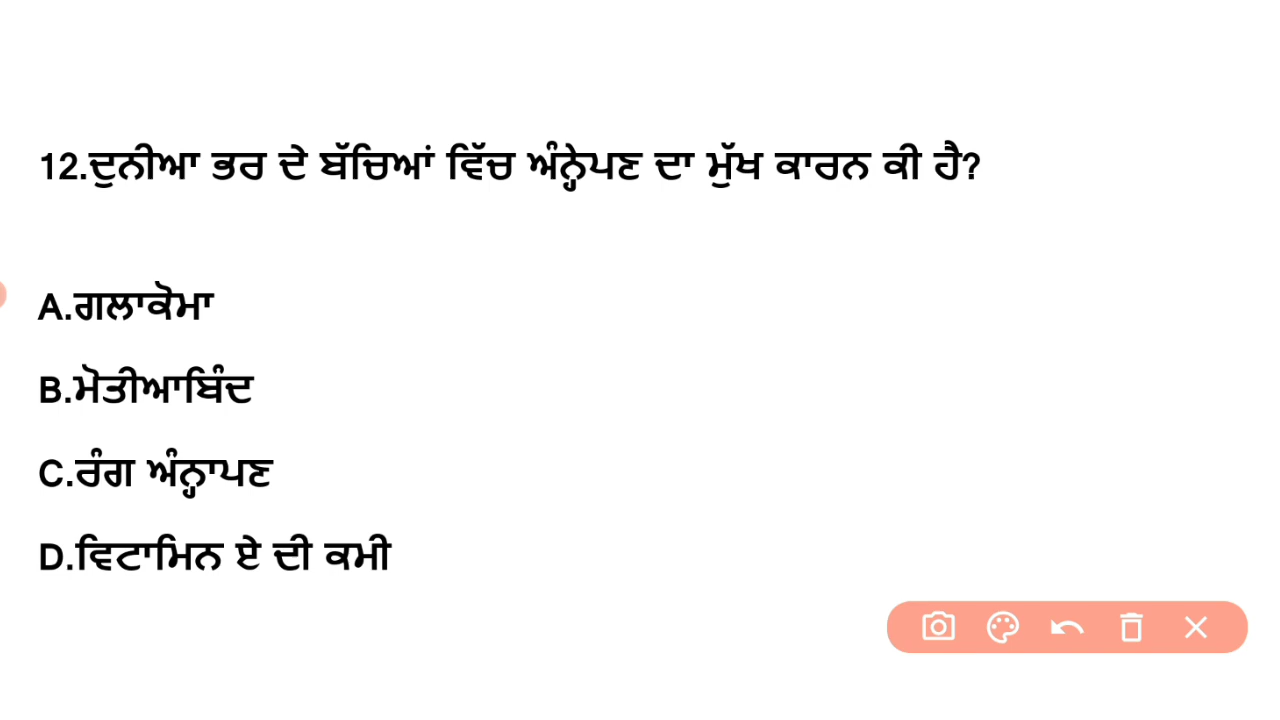 12.ਦੁਨੀਆ ਭਰ ਦੇ ਬੱਚਿਆਂ ਵਿੱਚ ਅੰਨ੍ਹੇਪਣ ਦਾ ਮੁੱਖ ਕਾਰਨ ਕੀ ਹੈ?
A.ਗਲਾਕੋਮਾ
B.ਮੋਤੀਆਬਿੰਦ
C.ਰੰਗ ਅੰਨ੍ਹਾਪਣ
D.ਵਿਟਾਮਿਨ ਏ ਦੀ ਕਮੀ